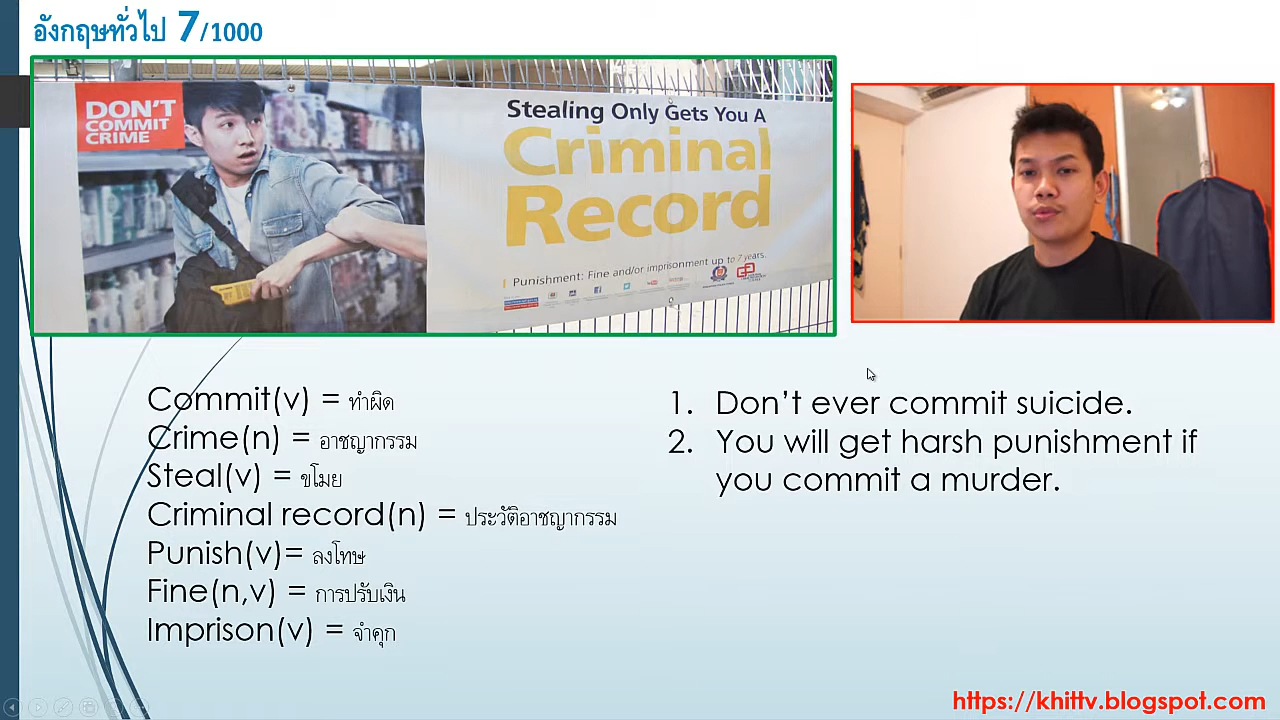 อังกฤษทั่วไป 7/1000
DON'T
COMMIT
CRIME
Stealing Only Gets You A
Criminal
Record
Punishment: Fine and/or imprisonment up to 7 years.
Commit(v) = ทำผิด
Crime(n) = อาชญากรรม
Steal(v) = ขโมย
Criminal record(n) = ประวัติอาชญากรรม
Punish(v)= ลงโทษ
Fine(n,v) = การปรับเงิน
Imprison(v) = จำคุก
1. Don't ever commit suicide.
2. You will get harsh punishment if
you commit a murder.
https://khittv.blogspot.com